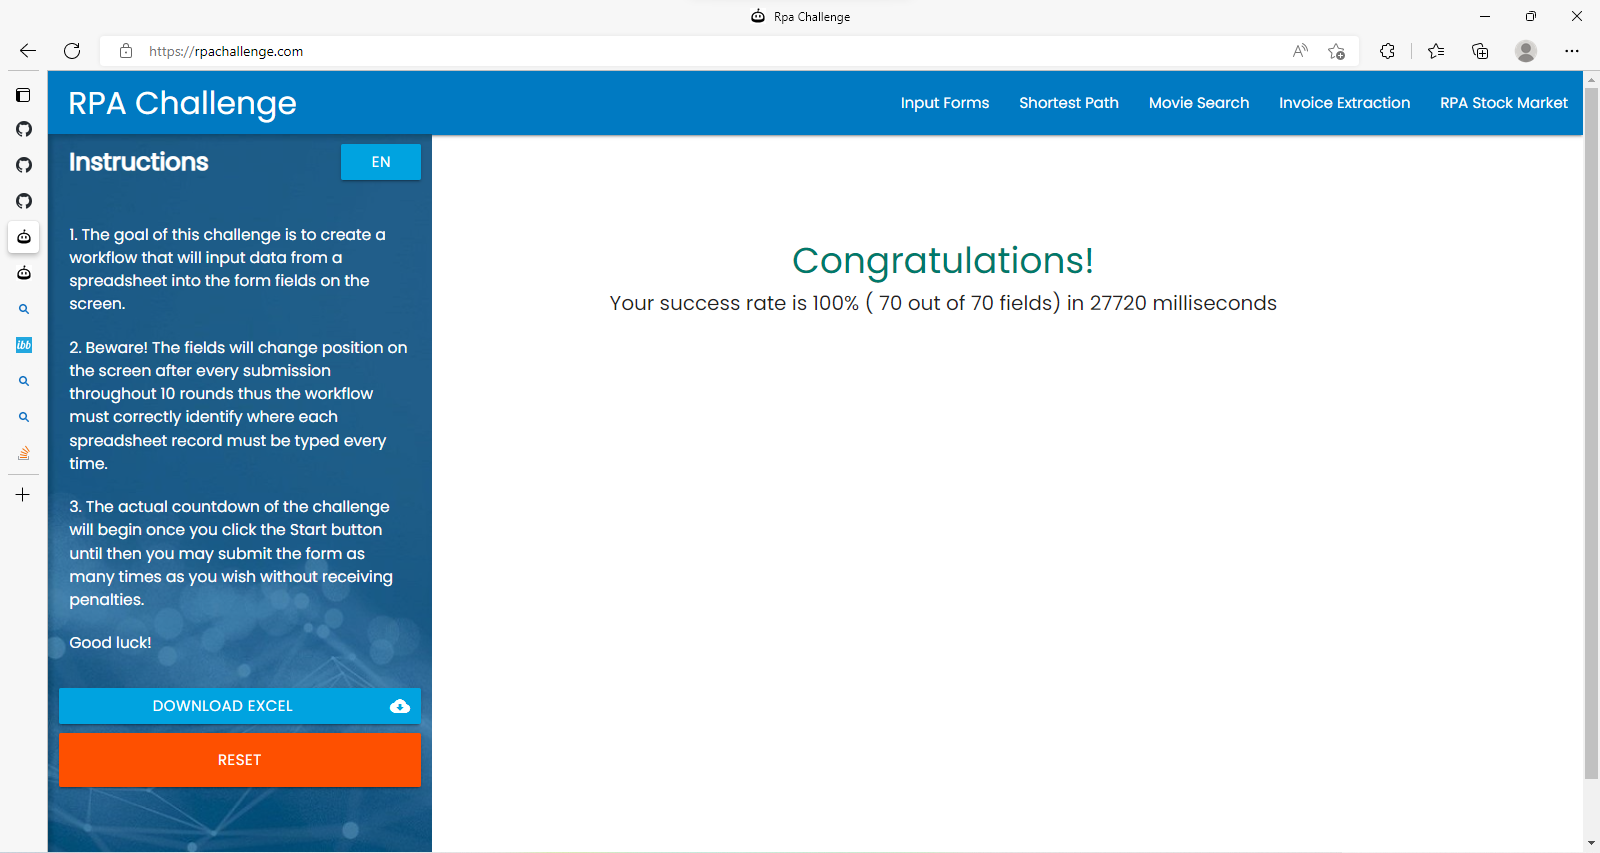 Rpa Challenge
https://rpachallenge.com
RPA Challenge
Input Forms
Shortest Path
Movie Search
Invoice Extraction
RPA Stock Market
Instructions
EN
1. The goal of this challenge is to create a
workflow that will input data from a
spreadsheet into the form fields on the
screen.
2. Beware! The fields will change position on
the screen after every submission
throughout 10 rounds thus the workflow
must correctly identify where each
spreadsheet record must be typed every
time.
3. The actual countdown of the challenge
will begin once you click the Start button
until then you may submit the form as
many times as you wish without receiving
penalties.
Good luck!
DOWNLOAD EXCEL
RESET
Congratulations!
Your success rate is 100% ( 70 out of 70 fields) in 27720 milliseconds
ibb